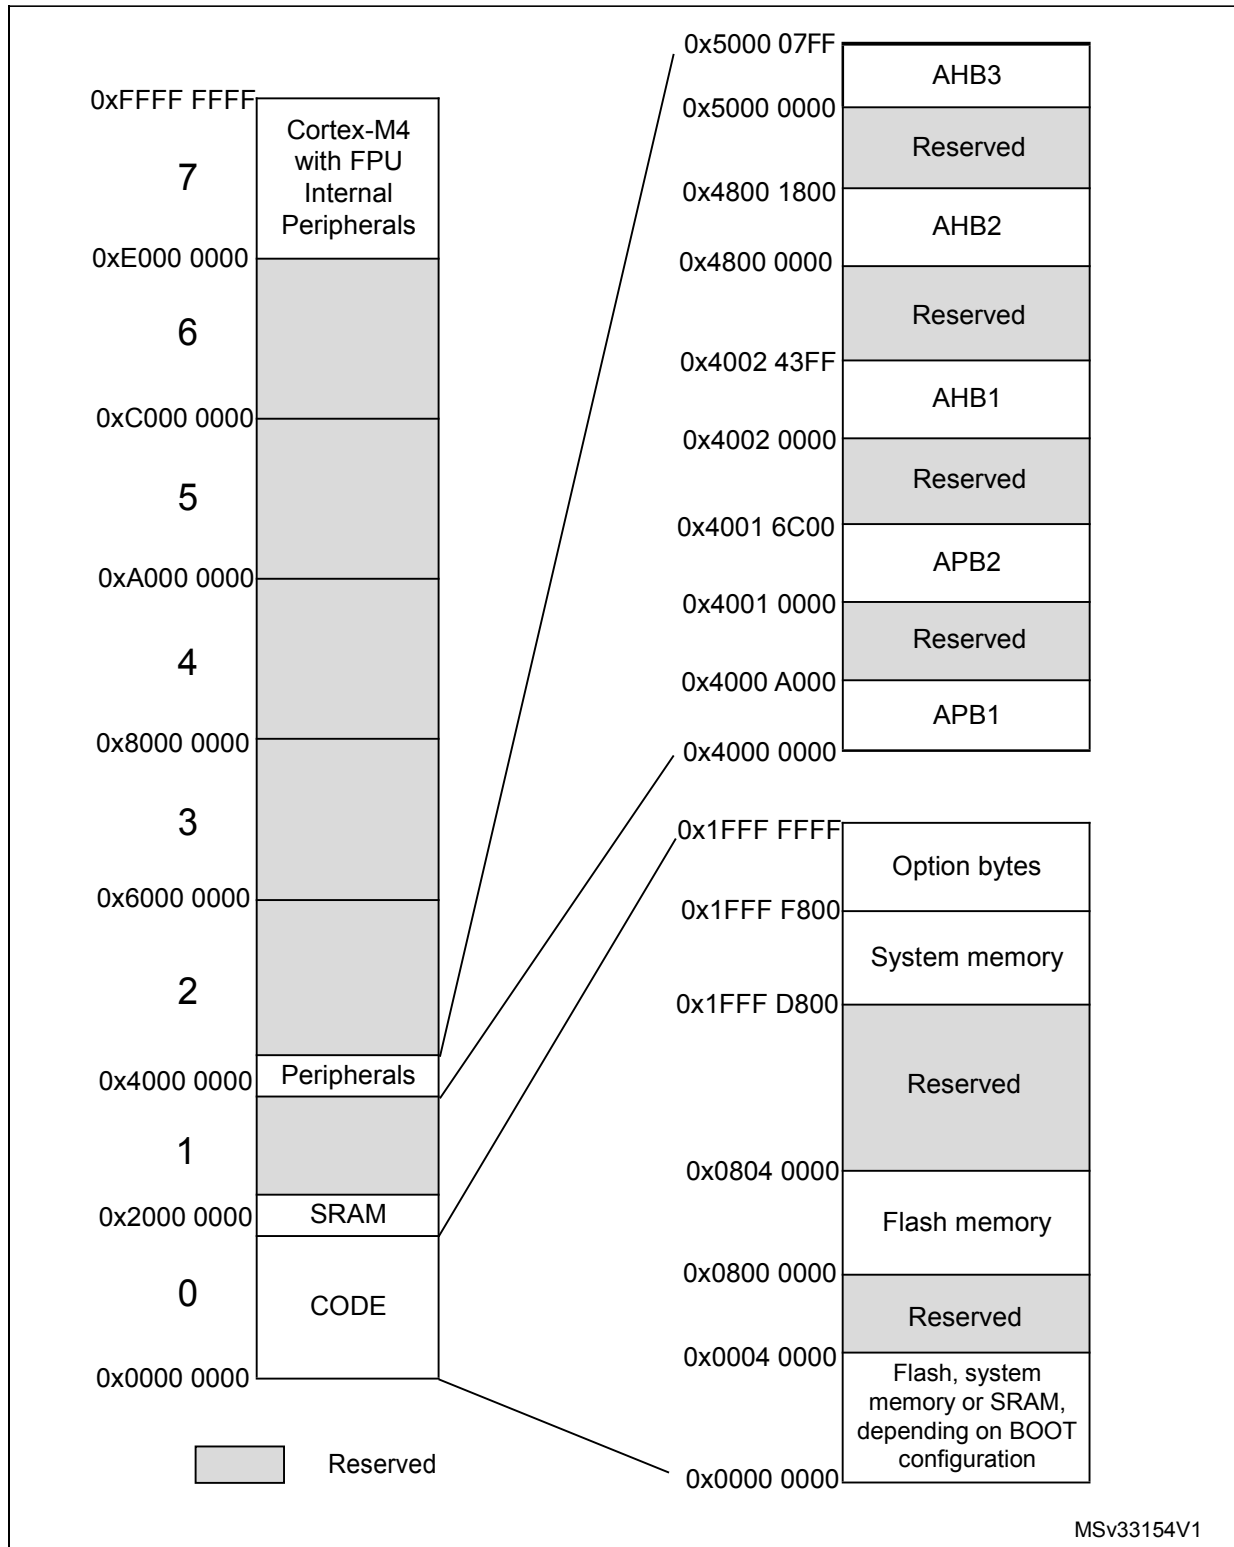 0xFFFF FFFF
Cortex-M4
with FPU
Internal
Peripherals
7
0xE000 0000
6
0xC000 0000
5
0xA000 0000
4
0x8000 0000
3
0x6000 0000
2
0x4000 0000
Peripherals
1
0x2000 0000
SRAM
0
CODE
0x0000 0000
Reserved
0x5000 07FF
AHB3
0x5000 0000
Reserved
0x4800 1800
AHB2
0x4800 0000
Reserved
0x4002 43FF
AHB1
0x4002 0000
Reserved
0x4001 6C00
APB2
0x4001 0000
Reserved
0x4000 A000
APB1
0x4000 0000
0x1FFF FFFF
Option bytes
0x1FFF F800
System memory
0x1FFF D800
Reserved
0x0804 0000
Flash memory
0x0800 0000
Reserved
0x0004 0000
Flash, system
memory or SRAM,
depending on BOOT
configuration
0x0000 0000
MSv33154V1